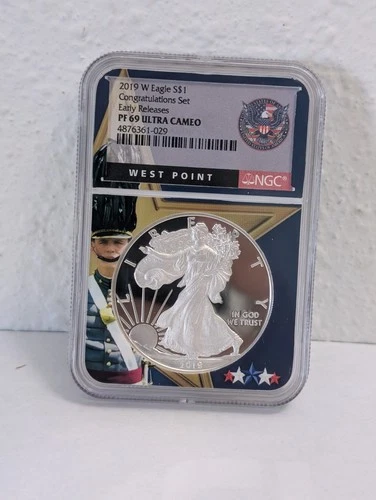 2019 W Eagle S$1
Congratulations Set
Early Releases
PF 69 ULTRA CAMEO
4876361-029
WEST POINT
NGC®
LIBERTY
IN GOD
WE TRUST
2019